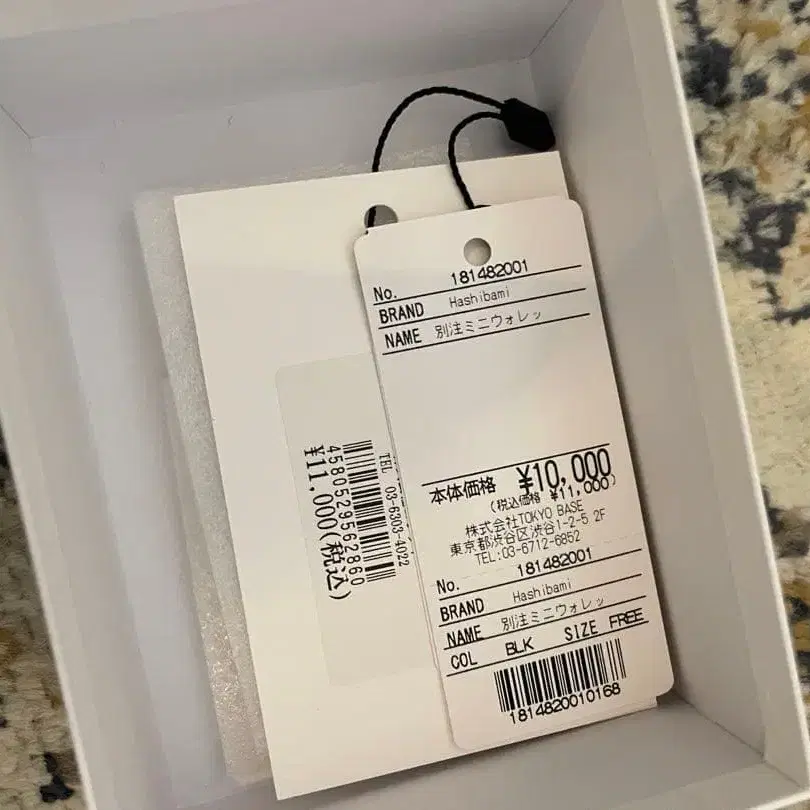 No. 181482001
BRAND Hashibami
NAME 別注ミニウォレッ
本体価格 ¥10,000
(税込価格 ¥11,000)
株式会社TOKYO BASE
東京都渋谷区渋谷1-2-5 2F
TEL:03-6712-6852
No. 181482001
BRAND Hashibami
NAME 別注ミニウォレッ
COL BLK SIZE FREE
1814820010168
TEL 03-6303-4022
4580529562860
¥11,000(税込)